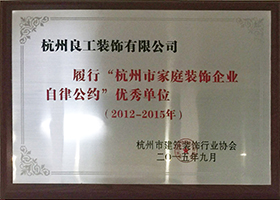 杭州良工装饰有限公司
履行“杭州市家庭装饰企业
自律公约”优秀单位
（2012-2015年）
杭州市建筑装饰行业协会
二〇一五年九月